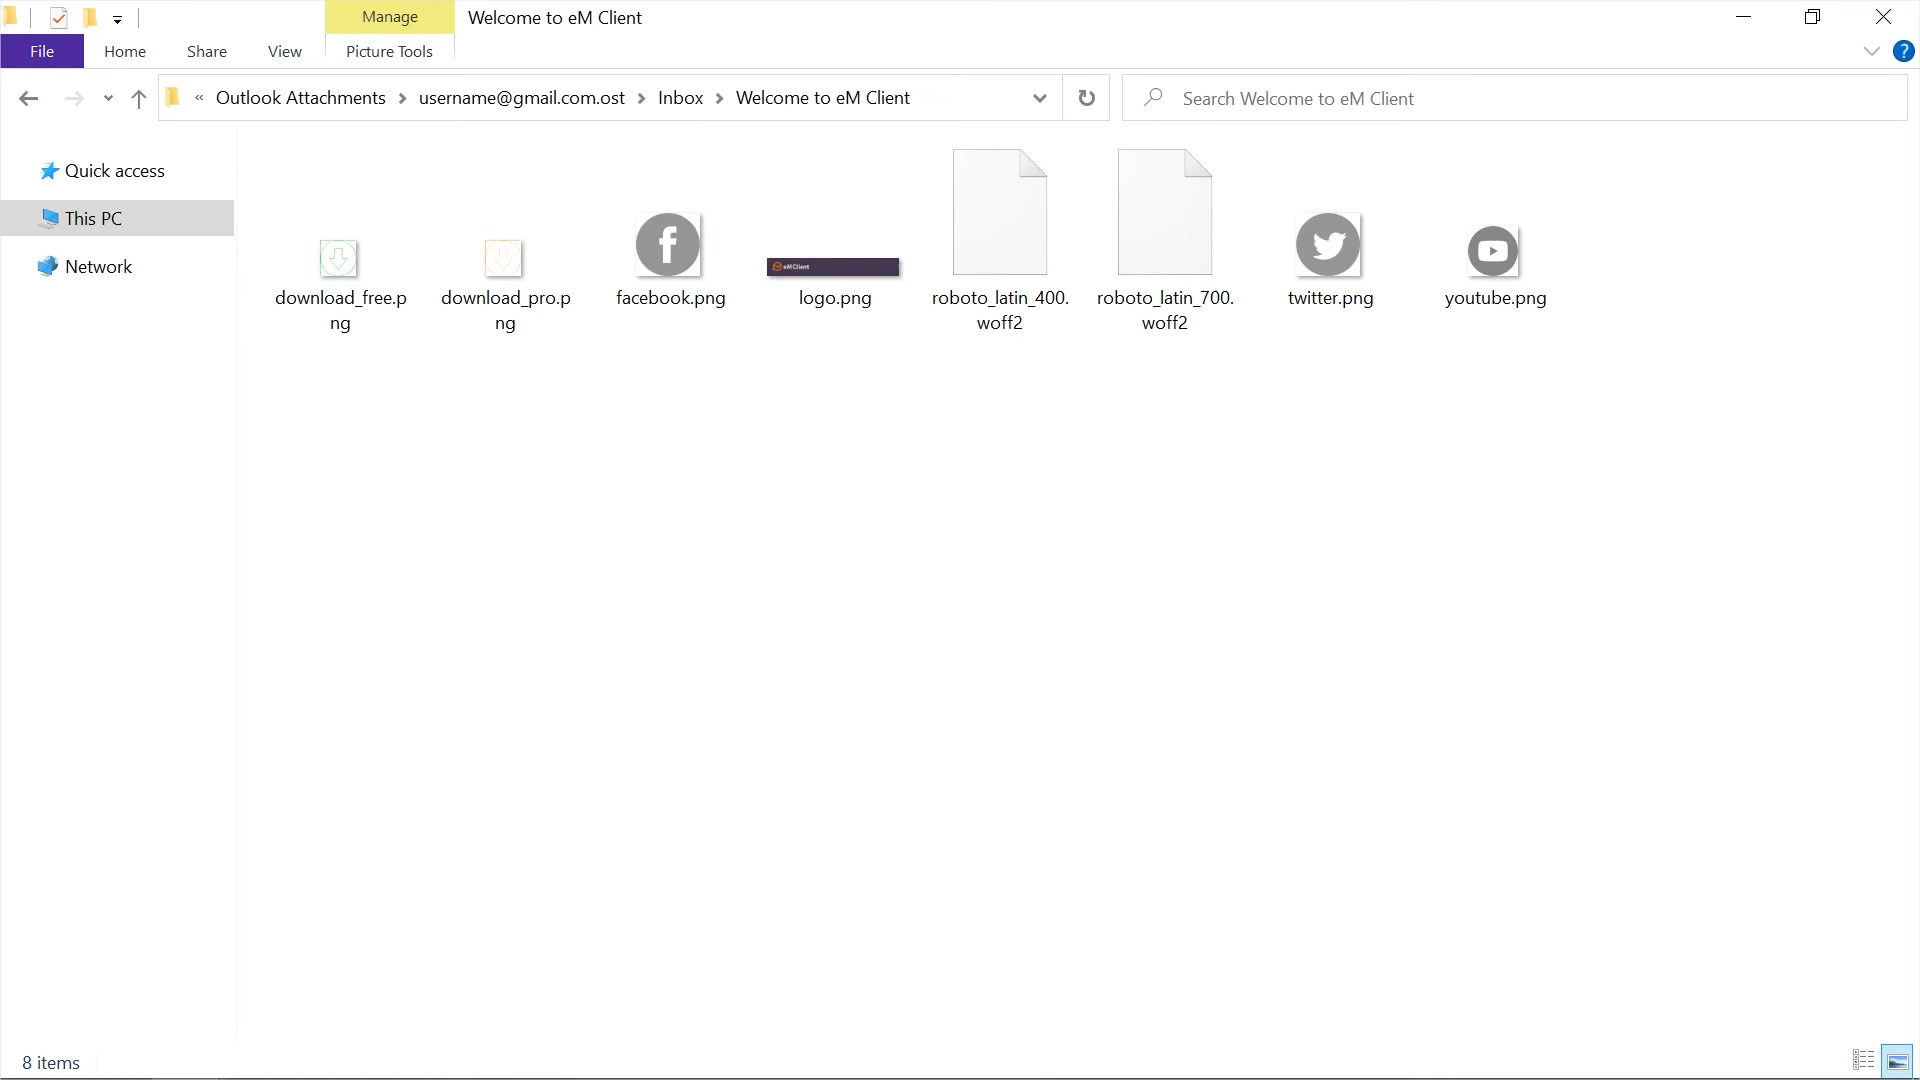 Manage
Welcome to eM Client
File
Home
Share
View
Picture Tools
?
« Outlook Attachments > username@gmail.com.ost > Inbox > Welcome to eM Client
Search Welcome to eM Client
Quick access
This PC
Network
download_free.p
ng
download_pro.p
ng
facebook.png
eM Client
logo.png
roboto_latin_400.
woff2
roboto_latin_700.
woff2
twitter.png
youtube.png
8 items